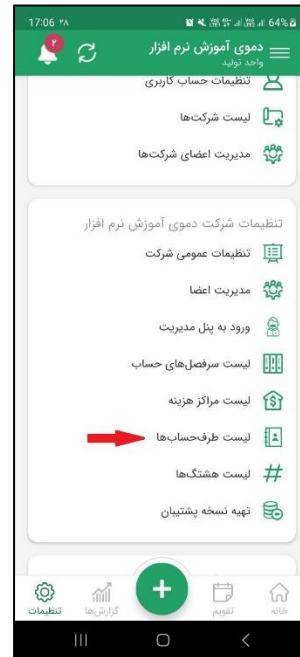 17:06 ۲۸
64%
دموی آموزش نرم افزار
واحد تولید
۲
تنظیمات حساب کاربری
لیست شرکت‌ها
مدیریت اعضای شرکت‌ها
تنظیمات شرکت دموی آموزش نرم افزار
تنظیمات عمومی شرکت
مدیریت اعضا
ورود به پنل مدیریت
لیست سرفصل‌های حساب
لیست مراکز هزینه
لیست طرف‌حساب‌ها
لیست هشتگ‌ها
تهیه نسخه پشتیبان
خانه
تقویم
گزارش‌ها
تنظیمات